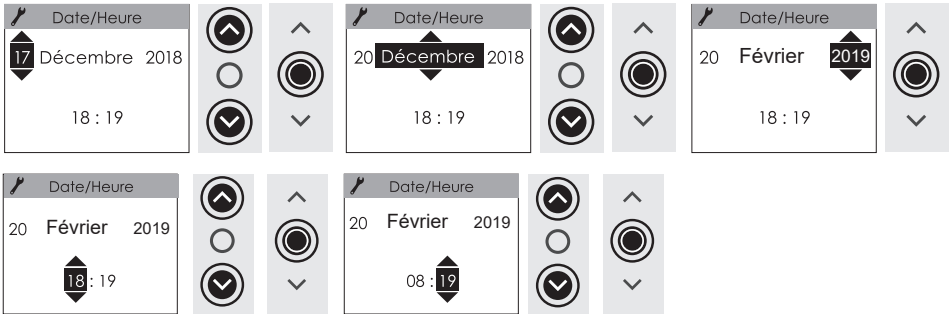 Date/Heure
17 Décembre 2018
18 : 19
Date/Heure
20 Décembre 2018
18 : 19
Date/Heure
20 Février 2019
18 : 19
Date/Heure
20 Février 2019
18 : 19
Date/Heure
20 Février 2019
08 : 19